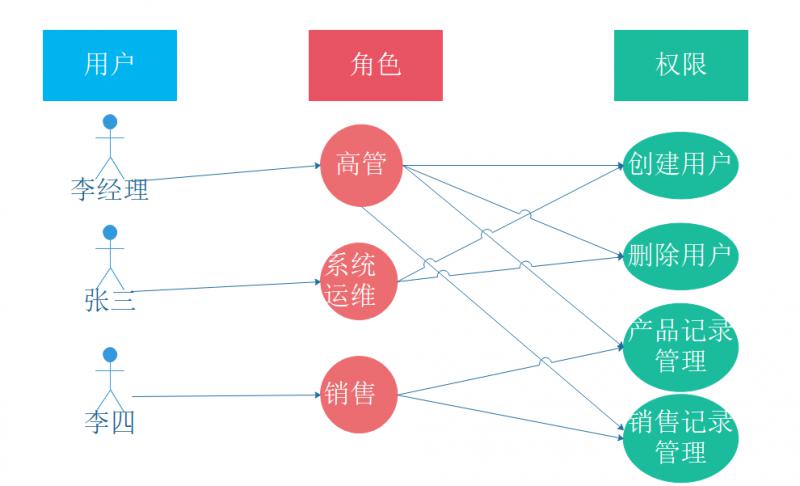 用户
角色
权限
李经理
高管
创建用户
张三
系统
运维
删除用户
产品记录
管理
李四
销售
销售记录
管理